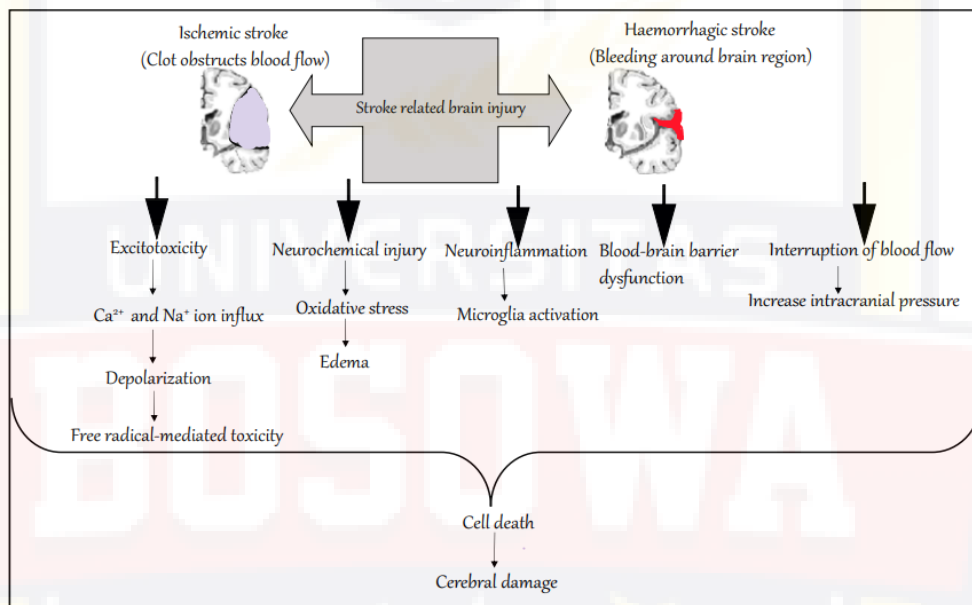 Ischemic stroke
(Clot obstructs blood flow)
Haemorrhagic stroke
(Bleeding around brain region)
Stroke related brain injury
Excitotoxicity
Ca²⁺ and Na⁺ ion influx
Depolarization
Free radical-mediated toxicity
Neurochemical injury
Oxidative stress
Edema
Neuroinflammation
Microglia activation
Blood-brain barrier
dysfunction
Interruption of blood flow
Increase intracranial pressure
Cell death
Cerebral damage
UNIVERSITAS
BOSOWA